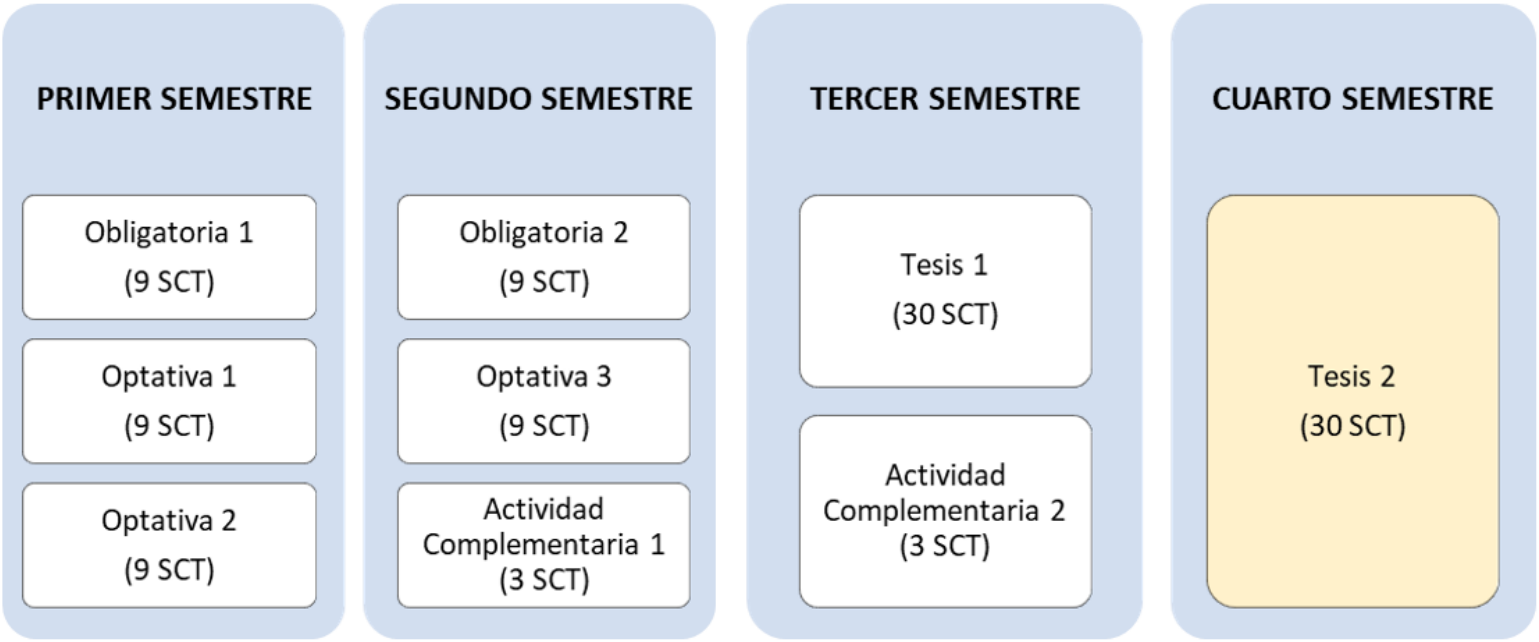 PRIMER SEMESTRE
Obligatoria 1
(9 SCT)
Optativa 1
(9 SCT)
Optativa 2
(9 SCT)
SEGUNDO SEMESTRE
Obligatoria 2
(9 SCT)
Optativa 3
(9 SCT)
Actividad
Complementaria 1
(3 SCT)
TERCER SEMESTRE
Tesis 1
(30 SCT)
Actividad
Complementaria 2
(3 SCT)
CUARTO SEMESTRE
Tesis 2
(30 SCT)